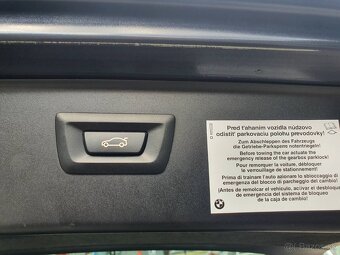 Pred ťahaním vozidla núdzovo
odistiť parkovaciu polohu prevodovky!
Zum Abschleppen des Fahrzeugs
die Getriebe-Parksperre notentriegeln!
Before towing the car actuate the
emergency release of the gearbox parklock!
Pour remorquer la voiture, débloquer
le verrouillage de stationnement!
Prima di trainare l'auto azionare lo sbloccaggio di
emergenza del blocco di parcheggio del cambio!
¡Antes de remolcar el vehículo, activar el desbloqueo
de emergencia del sistema de bloqueo
de la caja de cambio!